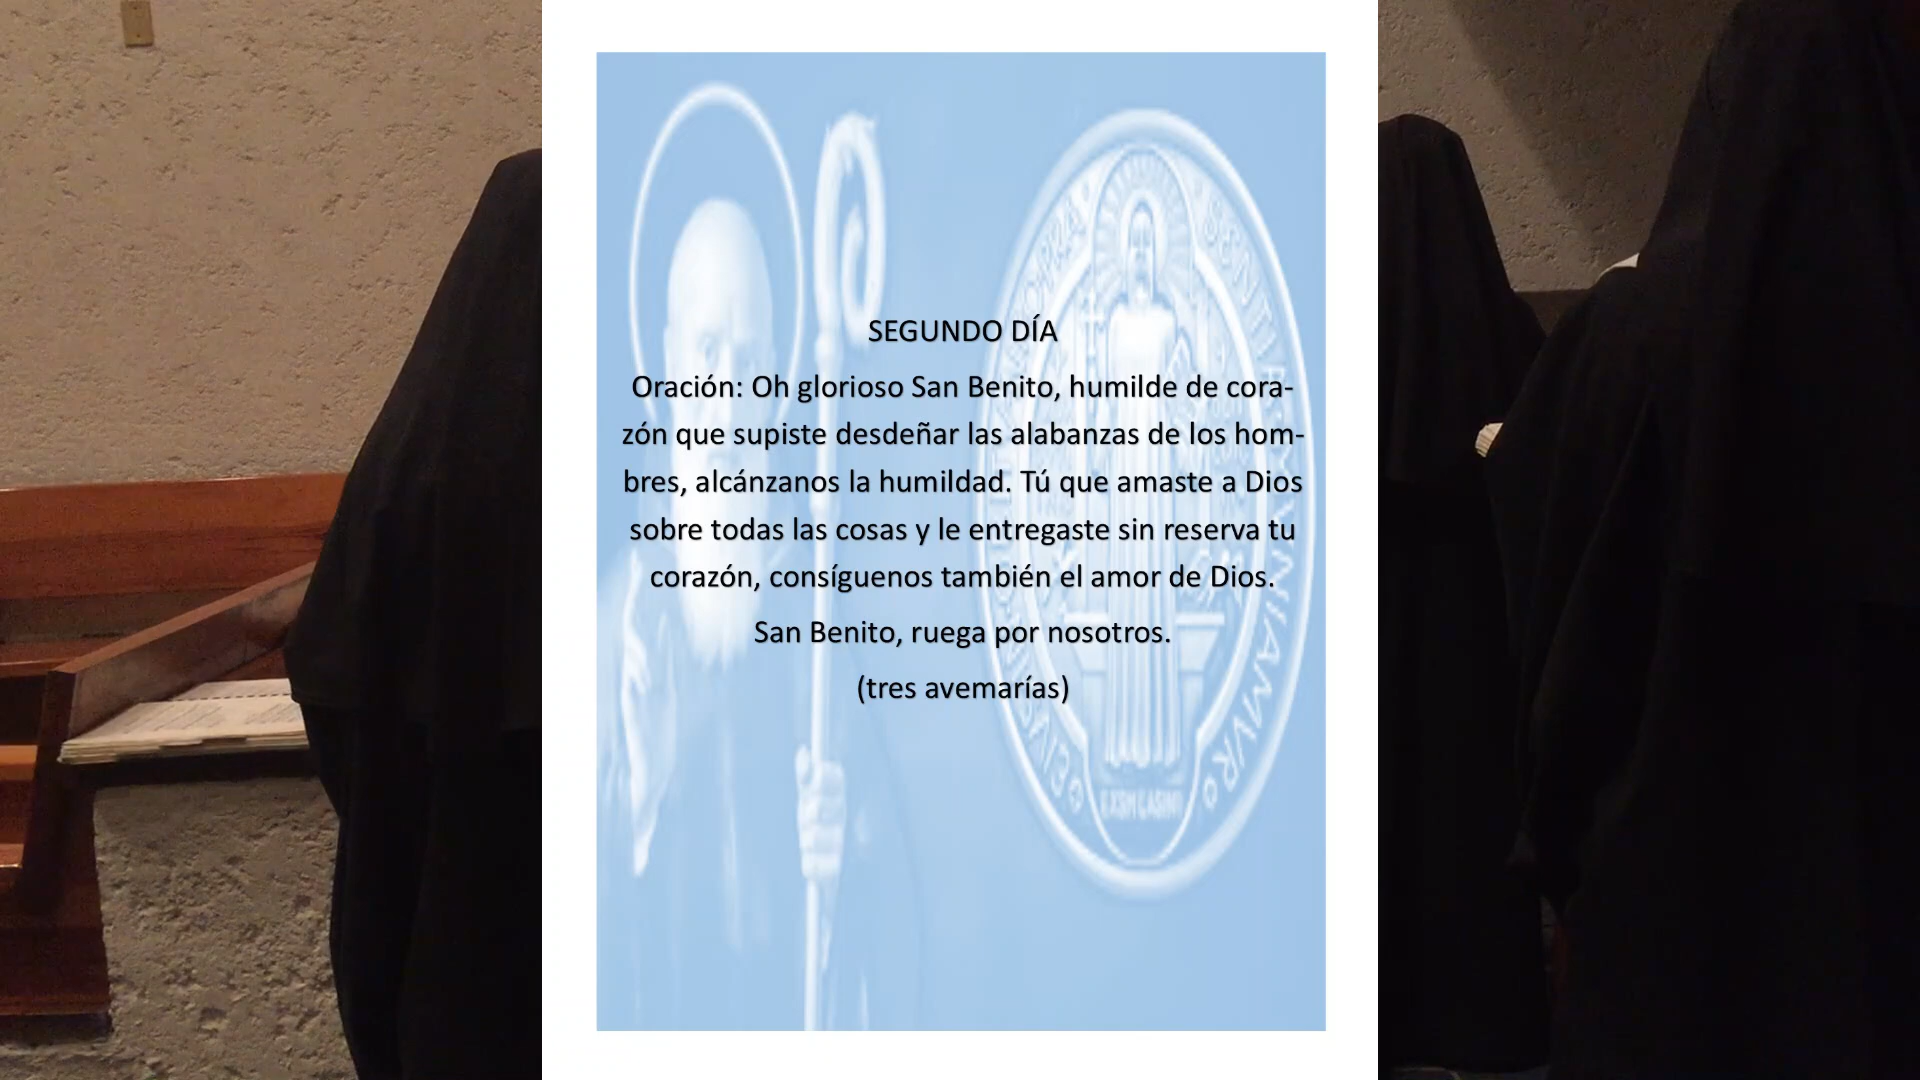 SEGUNDO DÍA
Oración: Oh glorioso San Benito, humilde de cora-
zón que supiste desdeñar las alabanzas de los hom-
bres, alcánzanos la humildad. Tú que amaste a Dios
sobre todas las cosas y le entregaste sin reserva tu
corazón, consíguenos también el amor de Dios.
San Benito, ruega por nosotros.
(tres avemarías)